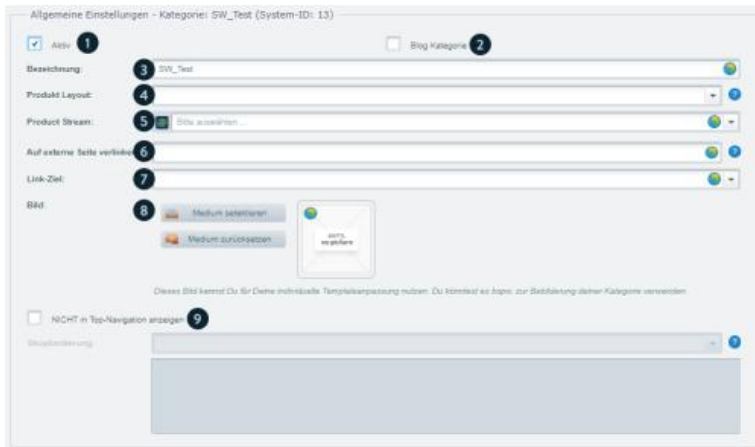 Allgemeine Einstellungen - Kategorie: SW_Test (System-ID: 13)
Aktiv 1
Blog Kategorie 2
Bezeichnung: 3 SW_Test
Produkt Layout: 4
Product Stream: 5 Bitte auswählen ...
Auf externe Seite verlinken 6
Link-Ziel: 7
Bild: 8 Medium selektieren
Medium zurücksetzen
Dieses Bild kannst Du für Deine individuelle Templateanpassung nutzen. Du könntest es bspw. zur Bebilderung deiner Kategorie verwenden
NICHT in Top-Navigation anzeigen 9